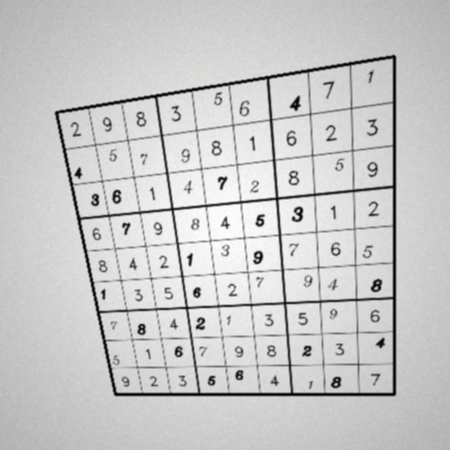 2 9 8 3 5 6 4 7 1
4 5 7 9 8 1 6 2 3
3 6 1 4 7 2 8 5 9
6 7 9 8 4 5 3 1 2
8 4 2 1 3 9 7 6 5
1 3 5 6 2 7 9 4 8
7 8 4 2 1 3 5 9 6
5 1 6 7 9 8 2 3 4
9 2 3 5 6 4 1 8 7